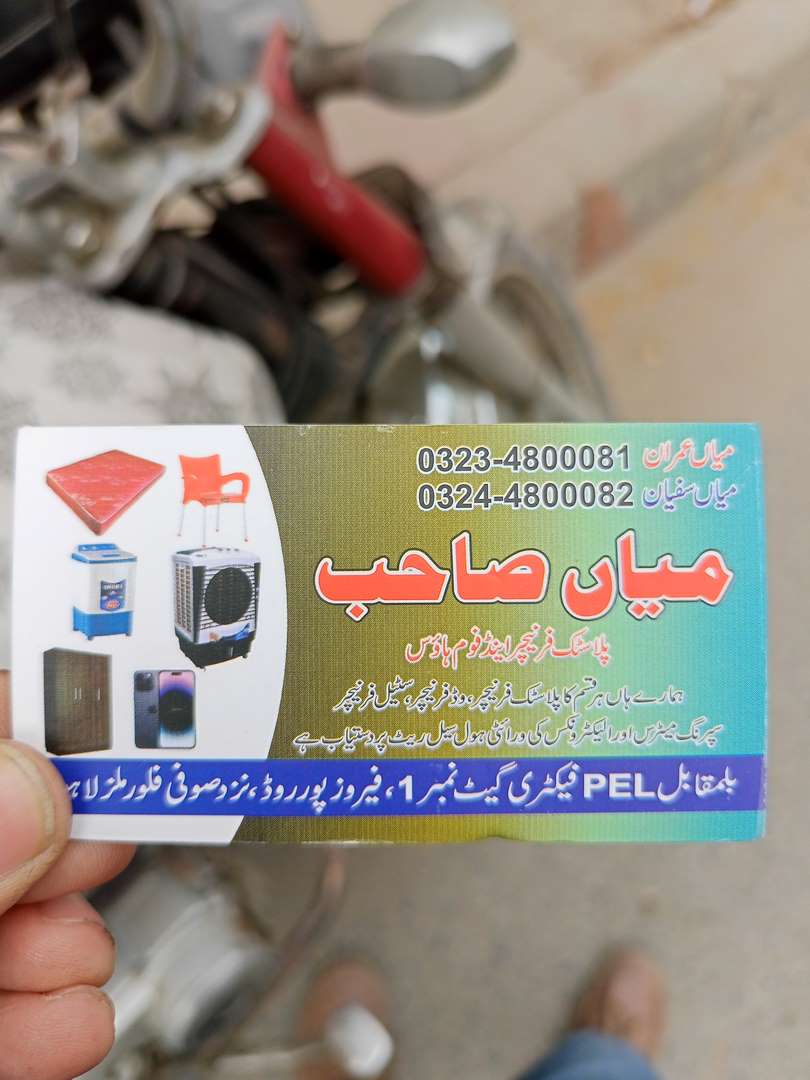 میاں عمران 0323-4800081
میاں سفیان 0324-4800082
میاں صاحب
پلاسٹک فرنیچر اینڈ فوم ہاؤس
ہمارے ہاں ہر قسم کا پلاسٹک فرنیچر، وڈ فرنیچر، سٹیل فرنیچر
سپرنگ میٹرس اور الیکٹرونکس کی ورائٹی ہول سیل ریٹ پر دستیاب ہے
بلمقابل PEL فیکٹری گیٹ نمبر 1، فیروز پور روڈ، نزد صوفی فلور ملز